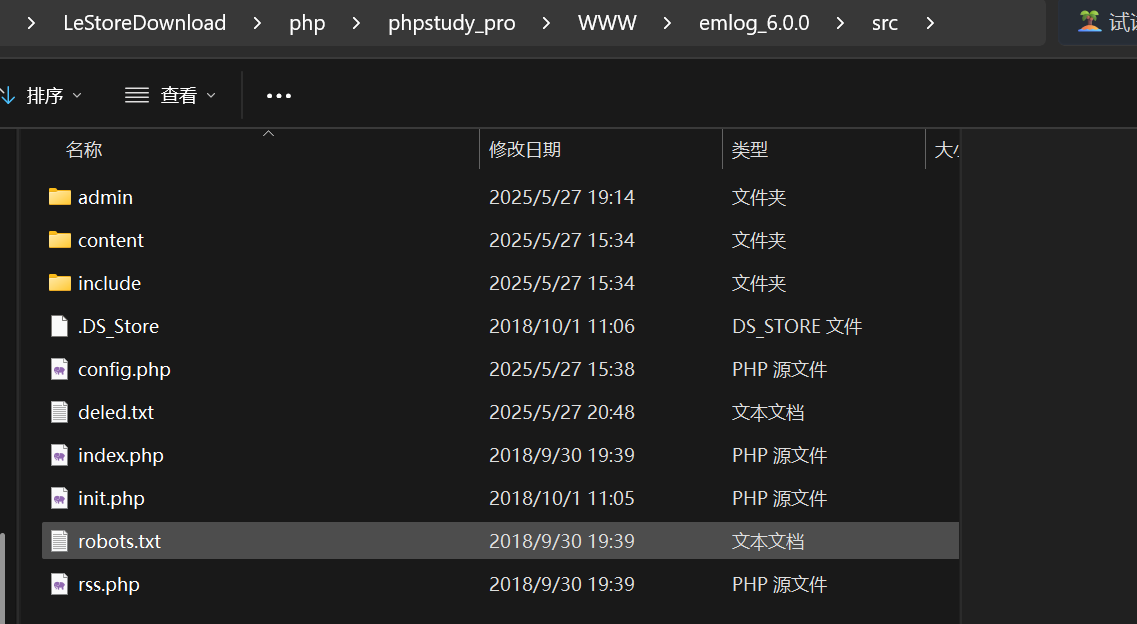 LeStoreDownload > php > phpstudy_pro > WWW > emlog_6.0.0 > src >
排序 查看 •••
名称 修改日期 类型
admin 2025/5/27 19:14 文件夹
content 2025/5/27 15:34 文件夹
include 2025/5/27 15:34 文件夹
.DS_Store 2018/10/1 11:06 DS_STORE 文件
config.php 2025/5/27 15:38 PHP 源文件
deled.txt 2025/5/27 20:48 文本文档
index.php 2018/9/30 19:39 PHP 源文件
init.php 2018/10/1 11:05 PHP 源文件
robots.txt 2018/9/30 19:39 文本文档
rss.php 2018/9/30 19:39 PHP 源文件